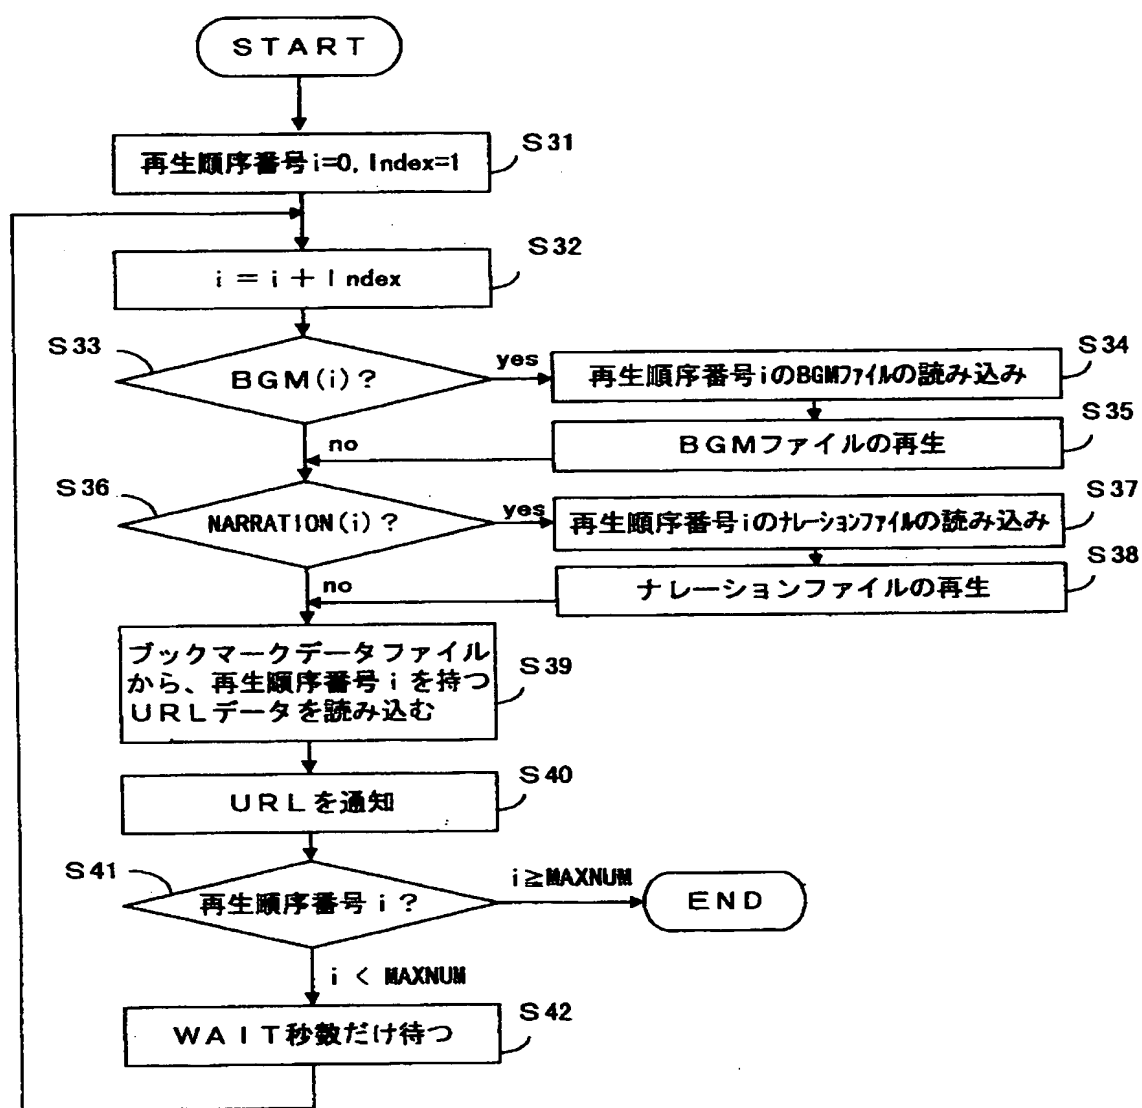 START
S31
再生順序番号i=0, Index=1
S32
i = i + Index
S33
BGM(i)?
yes
S34
再生順序番号iのBGMファイルの読み込み
S35
BGMファイルの再生
no
S36
NARRATION(i)?
yes
S37
再生順序番号iのナレーションファイルの読み込み
S38
ナレーションファイルの再生
no
S39
ブックマークデータファイル
から、再生順序番号iを持つ
URLデータを読み込む
S40
URLを通知
S41
再生順序番号i?
i≧MAXNUM
END
i < MAXNUM
S42
WAIT秒数だけ待つ